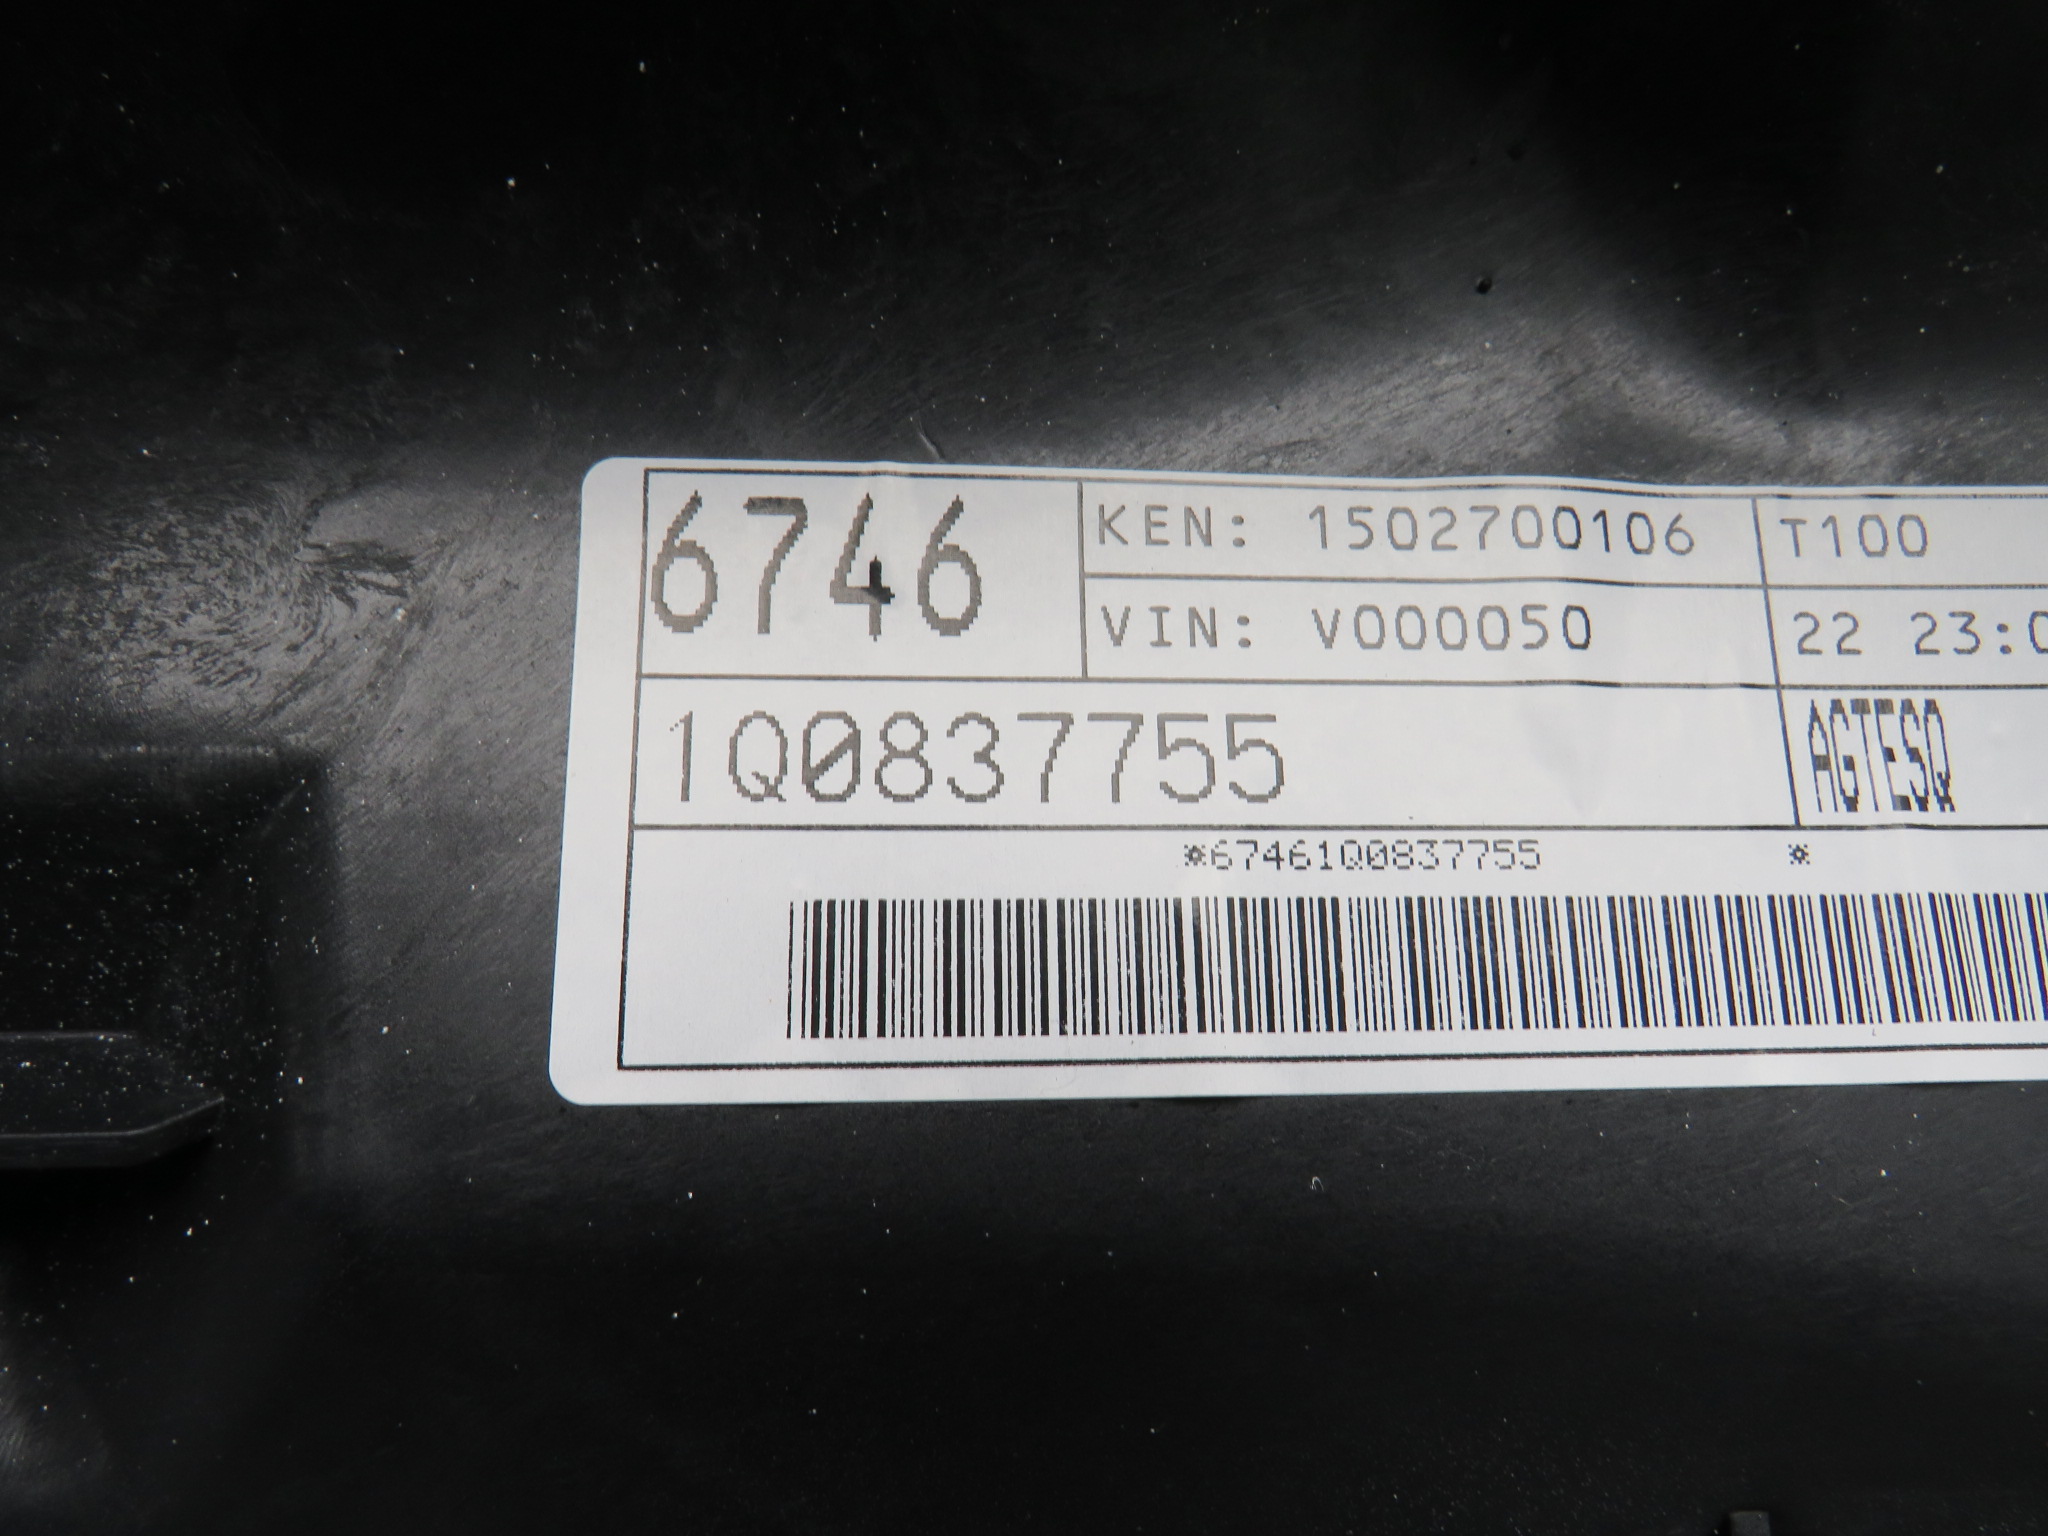 6746 KEN: 1502700106 T100
VIN: V000050 22 23:0
1Q0837755 AGTESQ
*67461Q0837755 *